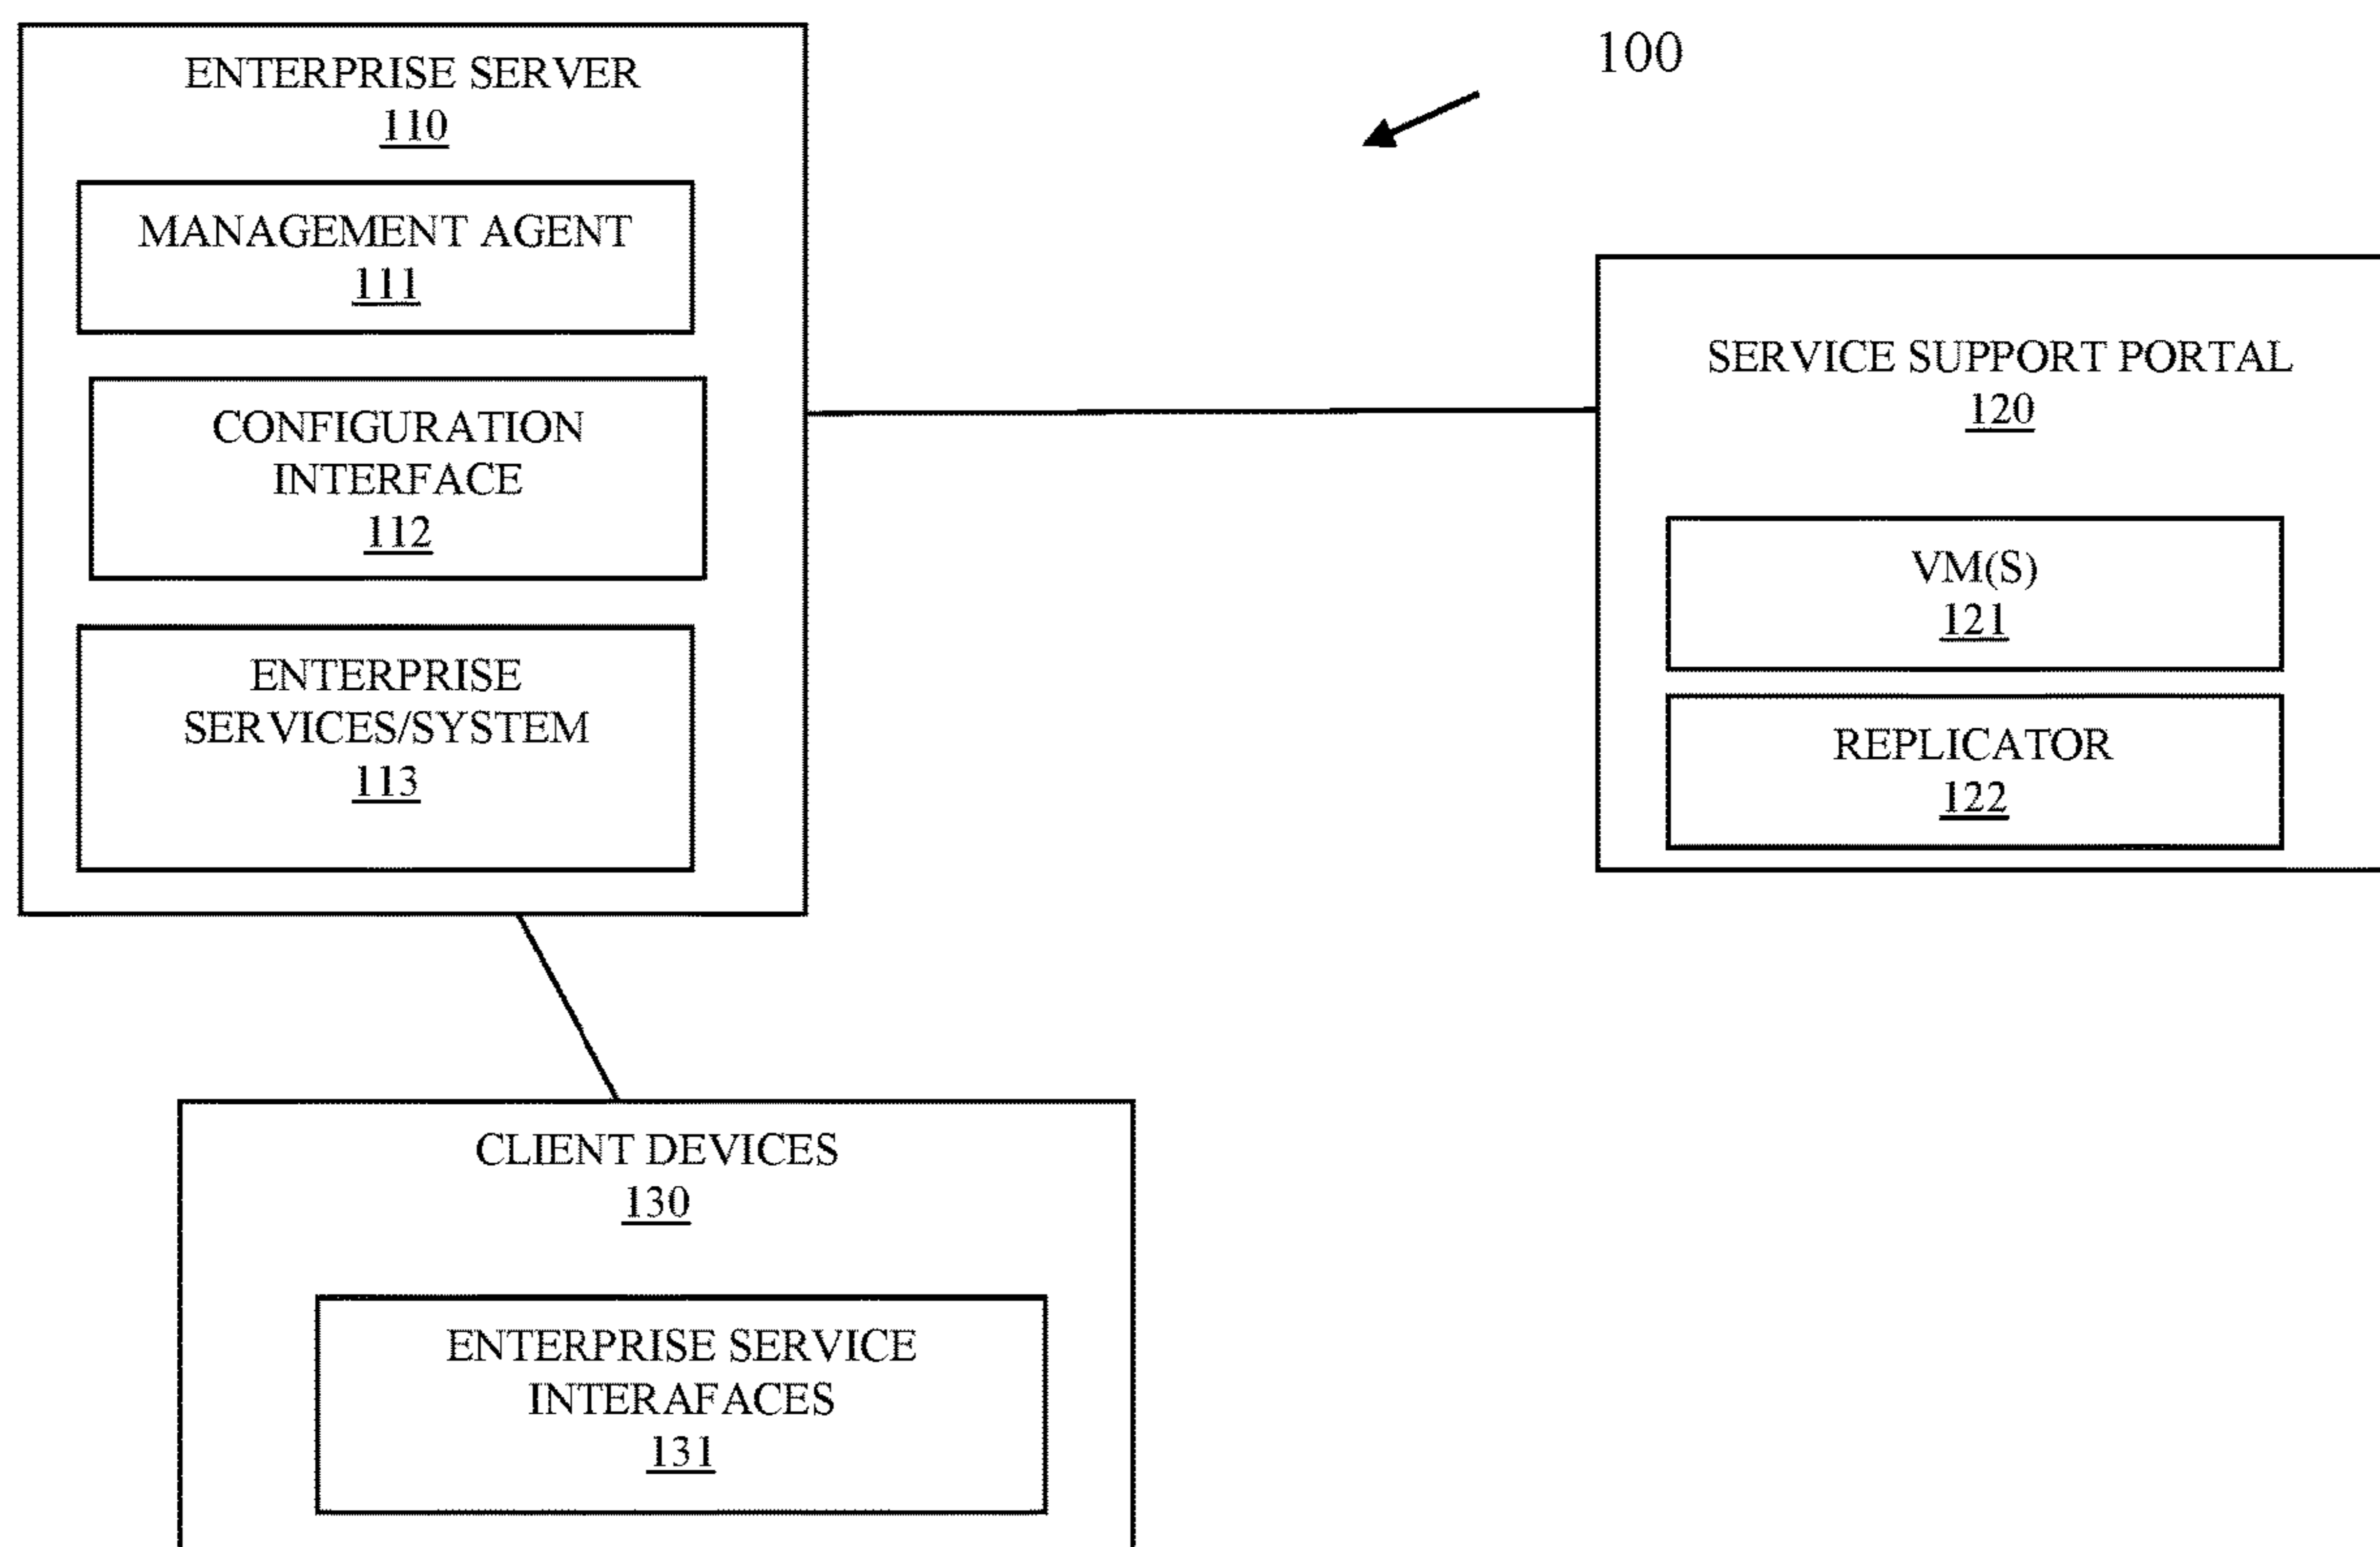 100
ENTERPRISE SERVER
110
MANAGEMENT AGENT
111
CONFIGURATION
INTERFACE
112
ENTERPRISE
SERVICES/SYSTEM
113
SERVICE SUPPORT PORTAL
120
VM(S)
121
REPLICATOR
122
CLIENT DEVICES
130
ENTERPRISE SERVICE
INTERAFACES
131